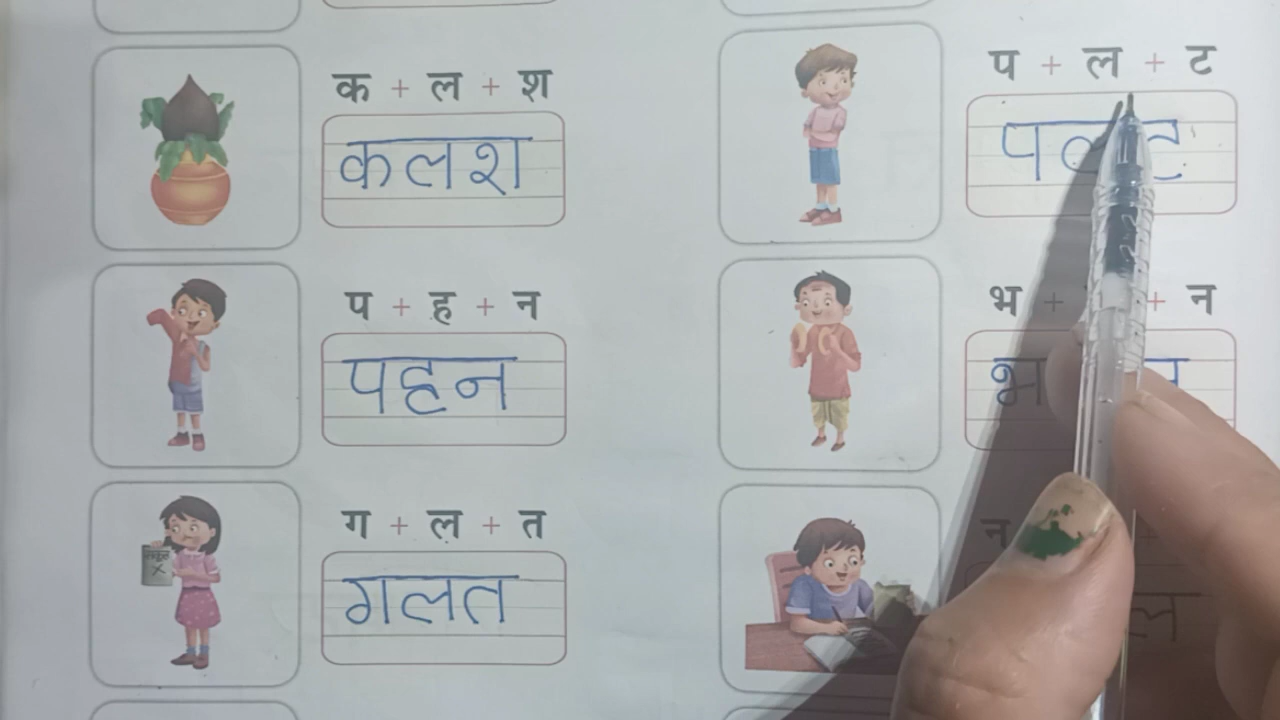 क + ल + श
कलश
प + ल + ट
पलट
प + ह + न
पहन
भ + + न
भ न
ग + ल + त
गलत
न
ल